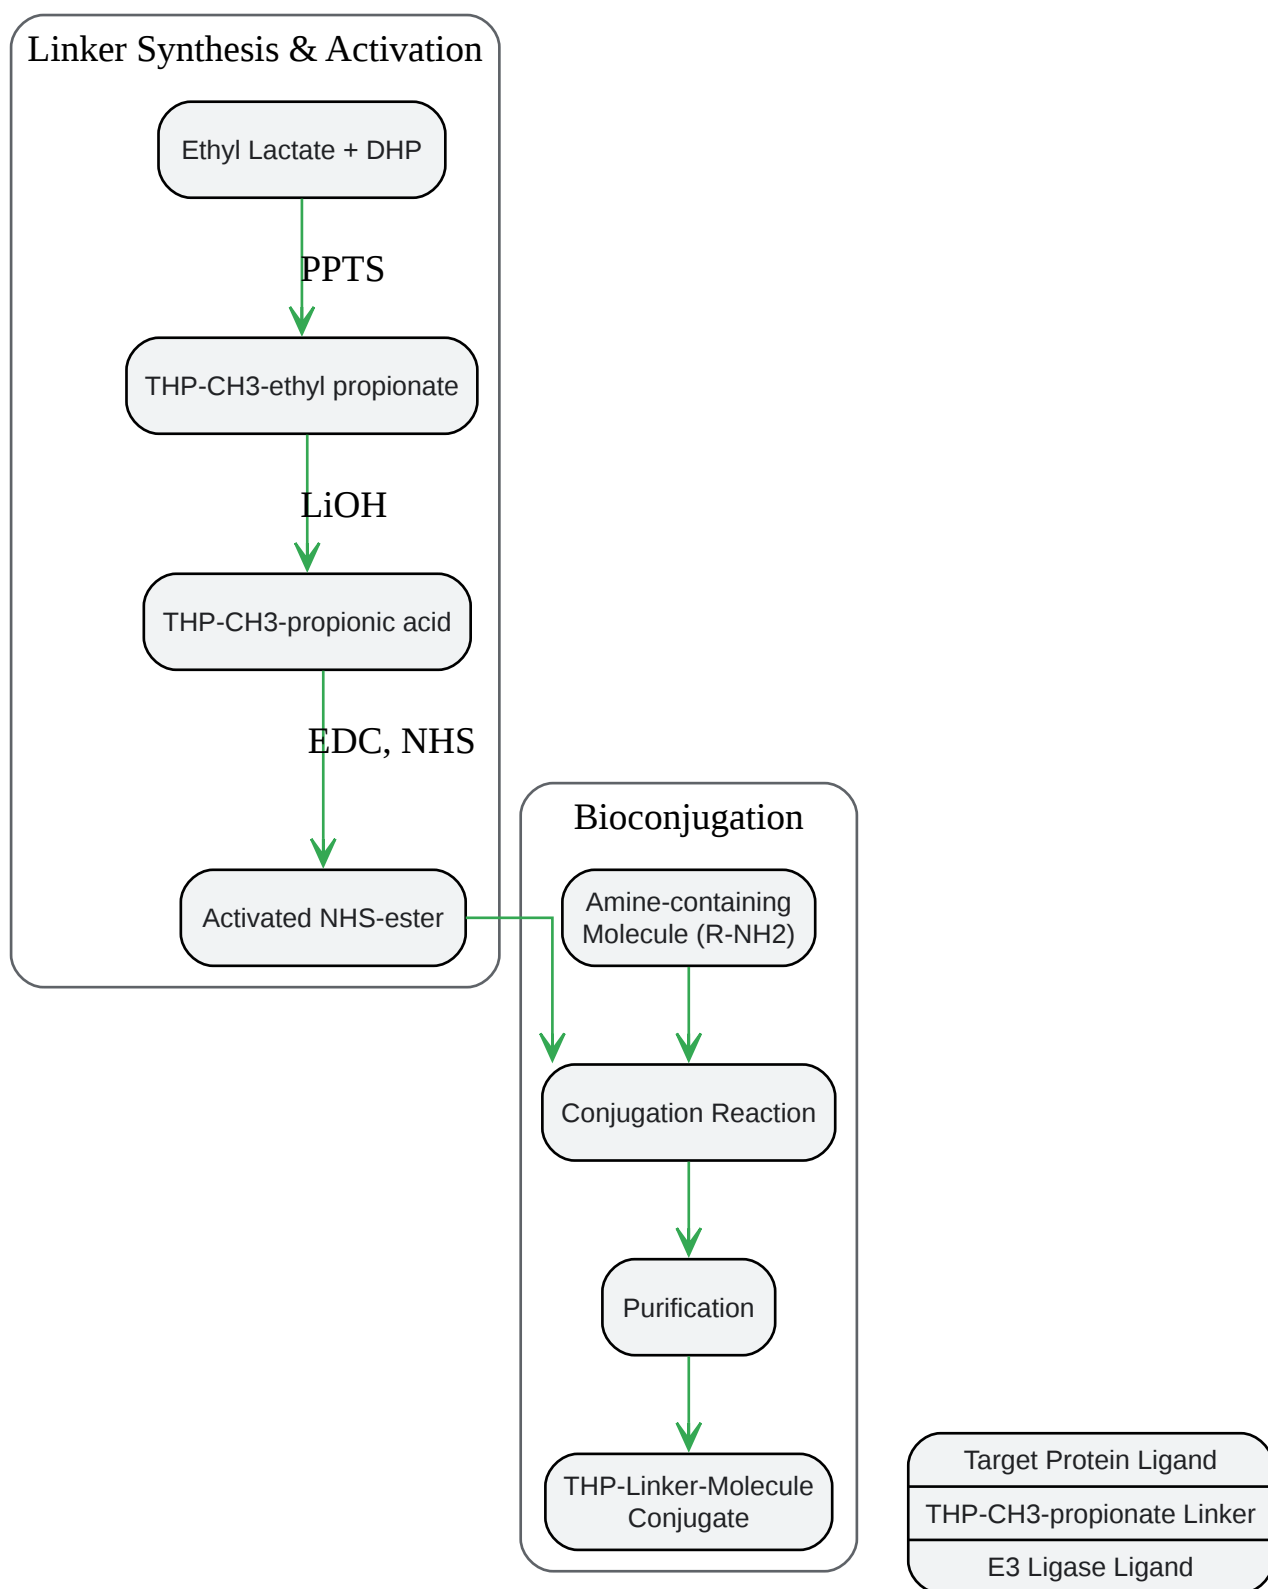 Linker Synthesis & Activation
Ethyl Lactate + DHP
PPTS
THP-CH3-ethyl propionate
LiOH
THP-CH3-propionic acid
EDC, NHS
Activated NHS-ester
Bioconjugation
Amine-containing
Molecule (R-NH2)
Conjugation Reaction
Purification
THP-Linker-Molecule
Conjugate
Target Protein Ligand
THP-CH3-propionate Linker
E3 Ligase Ligand